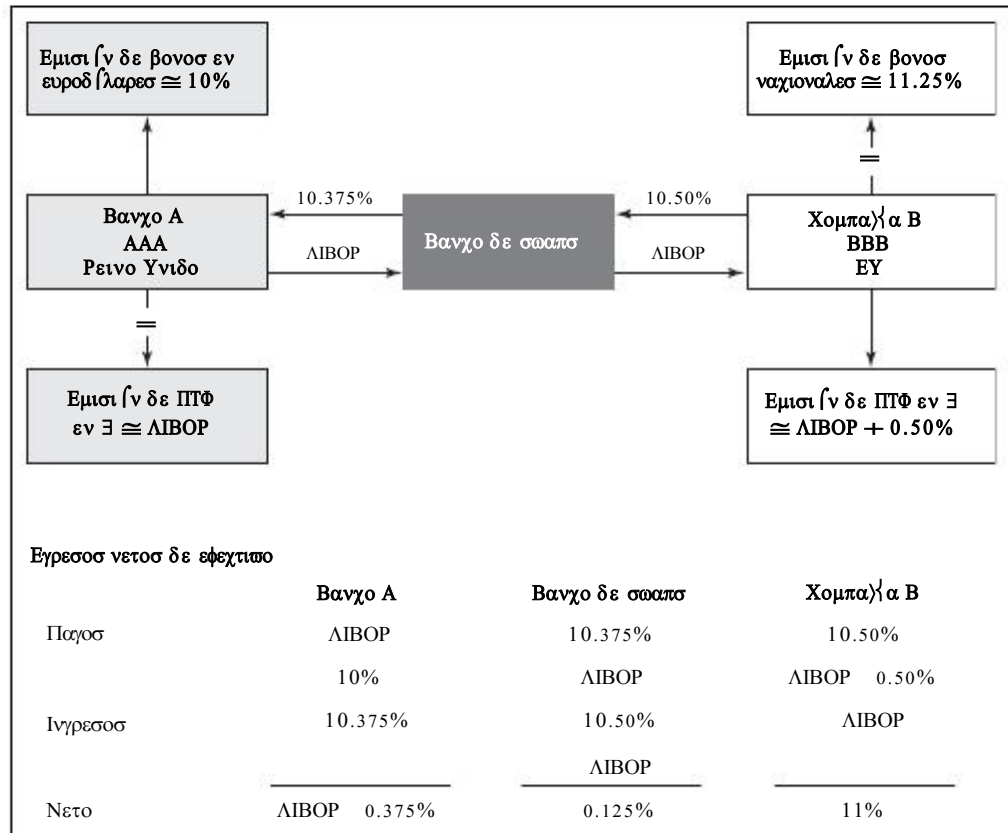 Εμισι⌠ν δε βονοσ εν
ευροδ⌠λαρεσ ≅ 10%
Εμισι⌠ν δε βονοσ
ναχιοναλεσ ≅ 11.25%
10.375%
10.50%
Βανχο Α
ΑΑΑ
Ρεινο Υνιδο
Βανχο δε σωαπσ
Χομπα〉⎨α Β
ΒΒΒ
ΕΥ
ΛΙΒΟΡ
ΛΙΒΟΡ
Εμισι⌠ν δε ΠΤΦ
εν ∃ ≅ ΛΙΒΟΡ
Εμισι⌠ν δε ΠΤΦ εν ∃
≅ ΛΙΒΟΡ + 0.50%
Εγρεσοσ νετοσ δε εφεχτιϖο
Βανχο Α Βανχο δε σωαπσ Χομπα〉⎨α Β
Παγοσ ΛΙΒΟΡ 10.375% 10.50%
10% ΛΙΒΟΡ ΛΙΒΟΡ 0.50%
Ινγρεσοσ 10.375% 10.50% ΛΙΒΟΡ
ΛΙΒΟΡ
Νετο ΛΙΒΟΡ 0.375% 0.125% 11%